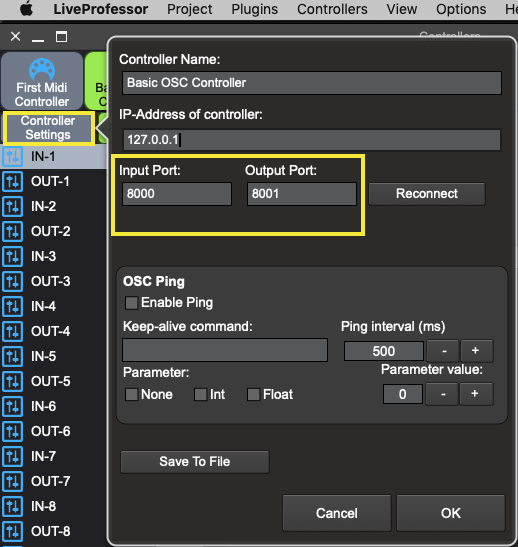 LiveProfessor Project Plugins Controllers View Options
Controllers
First Midi
Controller
Controller
Settings
IN-1
OUT-1
IN-2
OUT-2
IN-3
OUT-3
IN-4
OUT-4
IN-5
OUT-5
IN-6
OUT-6
IN-7
OUT-7
IN-8
OUT-8
Controller Name:
Basic OSC Controller
IP-Address of controller:
127.0.0.1
Input Port: Output Port:
8000 8001 Reconnect
OSC Ping
Enable Ping
Keep-alive command: Ping interval (ms)
500 - +
Parameter: Parameter value:
None Int Float 0 - +
Save To File
Cancel OK